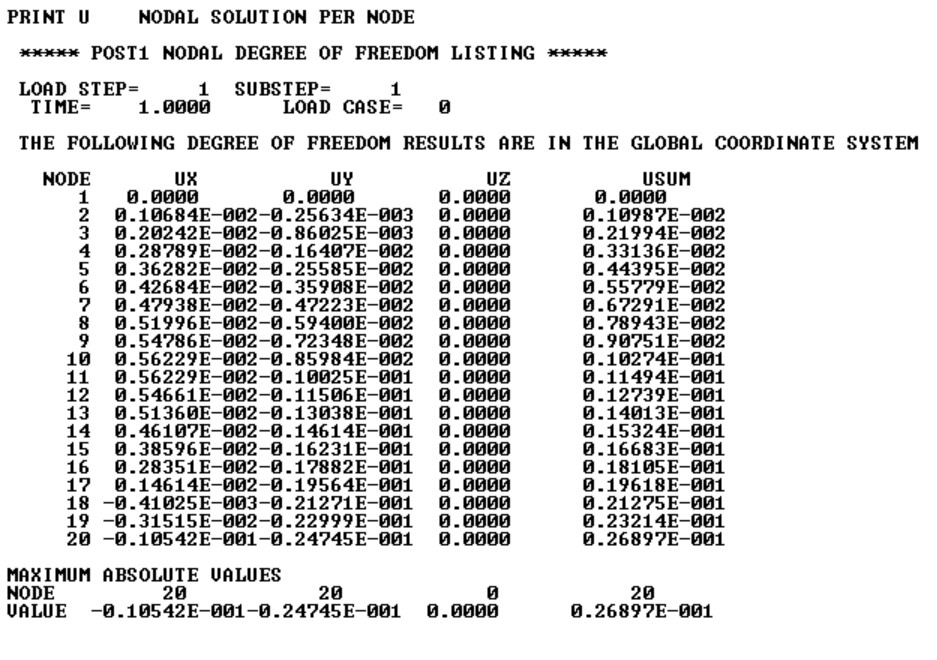 PRINT U     NODAL SOLUTION PER NODE
***** POST1 NODAL DEGREE OF FREEDOM LISTING *****
LOAD STEP=     1  SUBSTEP=     1
TIME=    1.0000      LOAD CASE=   0
THE FOLLOWING DEGREE OF FREEDOM RESULTS ARE IN THE GLOBAL COORDINATE SYSTEM
NODE       UX           UY           UZ           USUM
1   0.0000       0.0000       0.0000       0.0000
2  0.10684E-002-0.25634E-003  0.0000      0.10987E-002
3  0.20242E-002-0.86025E-003  0.0000      0.21994E-002
4  0.28789E-002-0.16407E-002  0.0000      0.33136E-002
5  0.36282E-002-0.25585E-002  0.0000      0.44395E-002
6  0.42684E-002-0.35908E-002  0.0000      0.55779E-002
7  0.47938E-002-0.47223E-002  0.0000      0.67291E-002
8  0.51996E-002-0.59400E-002  0.0000      0.78943E-002
9  0.54786E-002-0.72348E-002  0.0000      0.90751E-002
10  0.56229E-002-0.85984E-002  0.0000      0.10274E-001
11  0.56229E-002-0.10025E-001  0.0000      0.11494E-001
12  0.54661E-002-0.11506E-001  0.0000      0.12739E-001
13  0.51360E-002-0.13038E-001  0.0000      0.14013E-001
14  0.46107E-002-0.14614E-001  0.0000      0.15324E-001
15  0.38596E-002-0.16231E-001  0.0000      0.16683E-001
16  0.28351E-002-0.17882E-001  0.0000      0.18105E-001
17  0.14614E-002-0.19564E-001  0.0000      0.19618E-001
18 -0.41025E-003-0.21271E-001  0.0000      0.21275E-001
19 -0.31515E-002-0.22999E-001  0.0000      0.23214E-001
20 -0.10542E-001-0.24745E-001  0.0000      0.26897E-001
MAXIMUM ABSOLUTE VALUES
NODE         20           20            0           20
VALUE  -0.10542E-001-0.24745E-001  0.0000     0.26897E-001